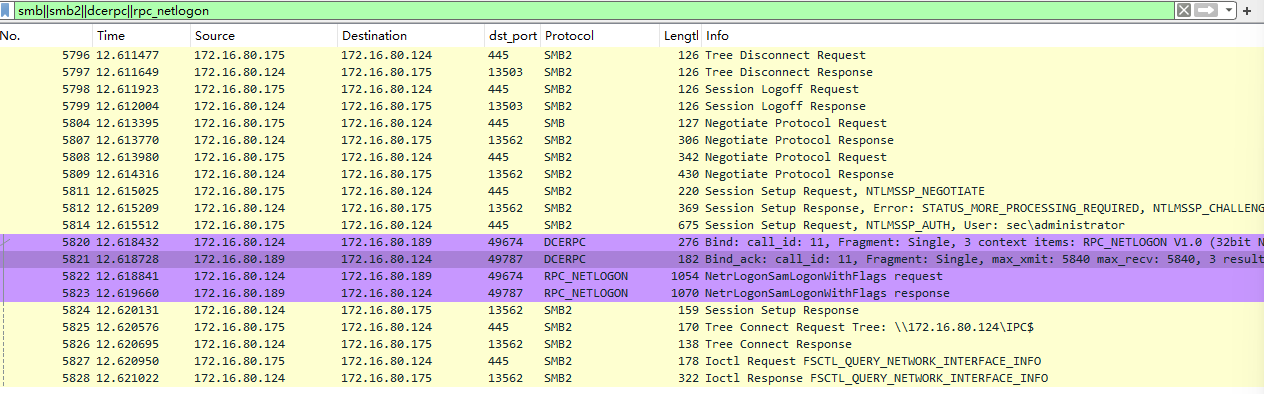 smb||smb2||dcerpc||rpc_netlogon
No. Time Source Destination dst_port Protocol Lengtl Info
5796 12.611477 172.16.80.175 172.16.80.124 445 SMB2 126 Tree Disconnect Request
5797 12.611649 172.16.80.124 172.16.80.175 13503 SMB2 126 Tree Disconnect Response
5798 12.611923 172.16.80.175 172.16.80.124 445 SMB2 126 Session Logoff Request
5799 12.612004 172.16.80.124 172.16.80.175 13503 SMB2 126 Session Logoff Response
5804 12.613395 172.16.80.175 172.16.80.124 445 SMB 127 Negotiate Protocol Request
5807 12.613770 172.16.80.124 172.16.80.175 13562 SMB2 306 Negotiate Protocol Response
5808 12.613980 172.16.80.175 172.16.80.124 445 SMB2 342 Negotiate Protocol Request
5809 12.614316 172.16.80.124 172.16.80.175 13562 SMB2 430 Negotiate Protocol Response
5811 12.615025 172.16.80.175 172.16.80.124 445 SMB2 220 Session Setup Request, NTLMSSP_NEGOTIATE
5812 12.615209 172.16.80.124 172.16.80.175 13562 SMB2 369 Session Setup Response, Error: STATUS_MORE_PROCESSING_REQUIRED, NTLMSSP_CHALLENG
5814 12.615512 172.16.80.175 172.16.80.124 445 SMB2 675 Session Setup Request, NTLMSSP_AUTH, User: sec\administrator
5820 12.618432 172.16.80.124 172.16.80.189 49674 DCERPC 276 Bind: call_id: 11, Fragment: Single, 3 context items: RPC_NETLOGON V1.0 (32bit N
5821 12.618728 172.16.80.189 172.16.80.124 49787 DCERPC 182 Bind_ack: call_id: 11, Fragment: Single, max_xmit: 5840 max_recv: 5840, 3 result
5822 12.618841 172.16.80.124 172.16.80.189 49674 RPC_NETLOGON 1054 NetrLogonSamLogonWithFlags request
5823 12.619660 172.16.80.189 172.16.80.124 49787 RPC_NETLOGON 1070 NetrLogonSamLogonWithFlags response
5824 12.620131 172.16.80.124 172.16.80.175 13562 SMB2 159 Session Setup Response
5825 12.620576 172.16.80.175 172.16.80.124 445 SMB2 170 Tree Connect Request Tree: \\172.16.80.124\IPC$
5826 12.620695 172.16.80.124 172.16.80.175 13562 SMB2 138 Tree Connect Response
5827 12.620950 172.16.80.175 172.16.80.124 445 SMB2 178 Ioctl Request FSCTL_QUERY_NETWORK_INTERFACE_INFO
5828 12.621022 172.16.80.124 172.16.80.175 13562 SMB2 322 Ioctl Response FSCTL_QUERY_NETWORK_INTERFACE_INFO